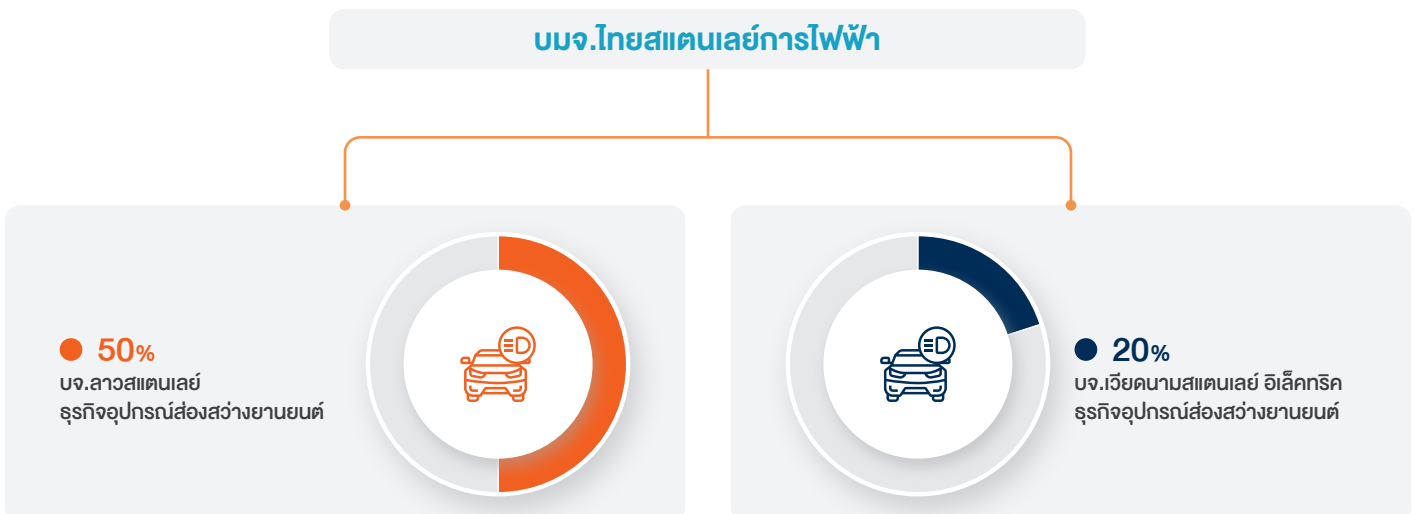 บมจ.ไทยสแตนเลย์การไฟฟ้า
50%
บจ.ลาวสแตนเลย์
ธุรกิจอุปกรณ์ส่องสว่างยานยนต์
20%
บจ.เวียดนามสแตนเลย์ อิเล็คทริค
ธุรกิจอุปกรณ์ส่องสว่างยานยนต์